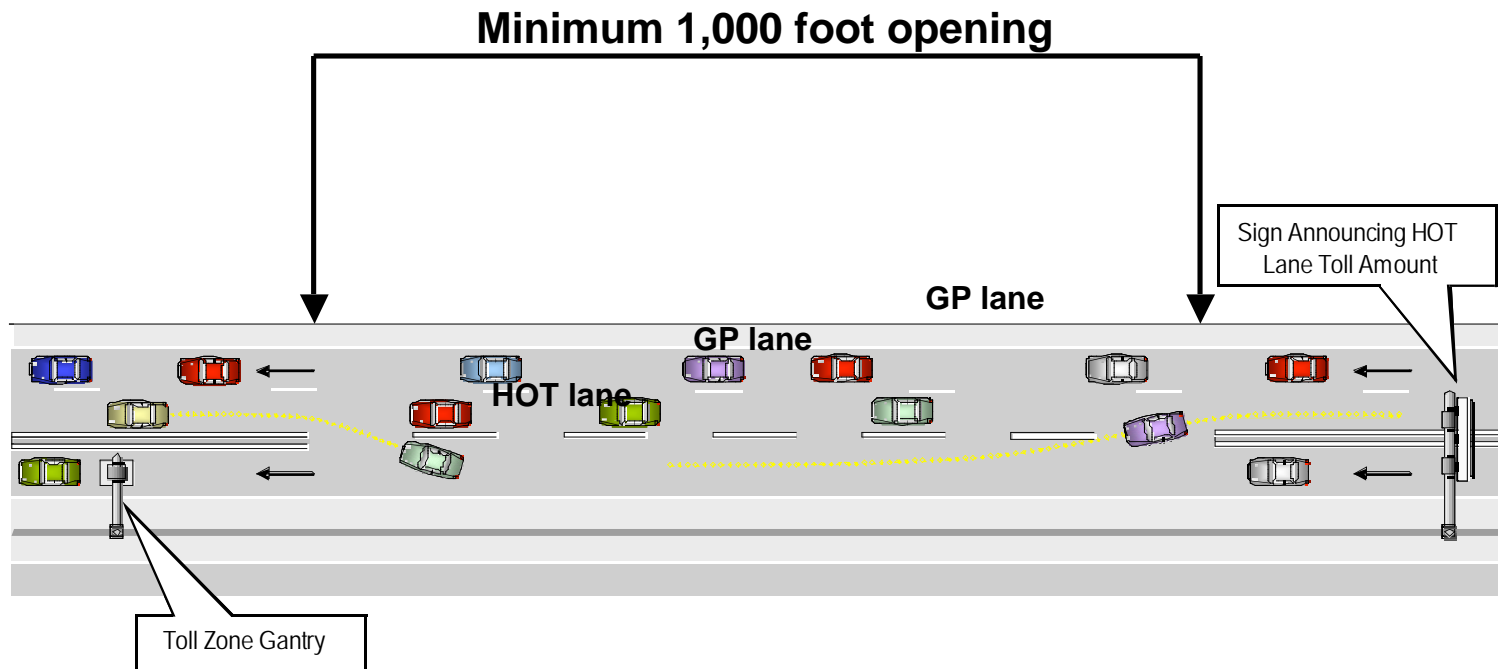 Minimum 1,000 foot opening
Sign Announcing HOT
Lane Toll Amount
GP lane
GP lane
HOT lane
Toll Zone Gantry